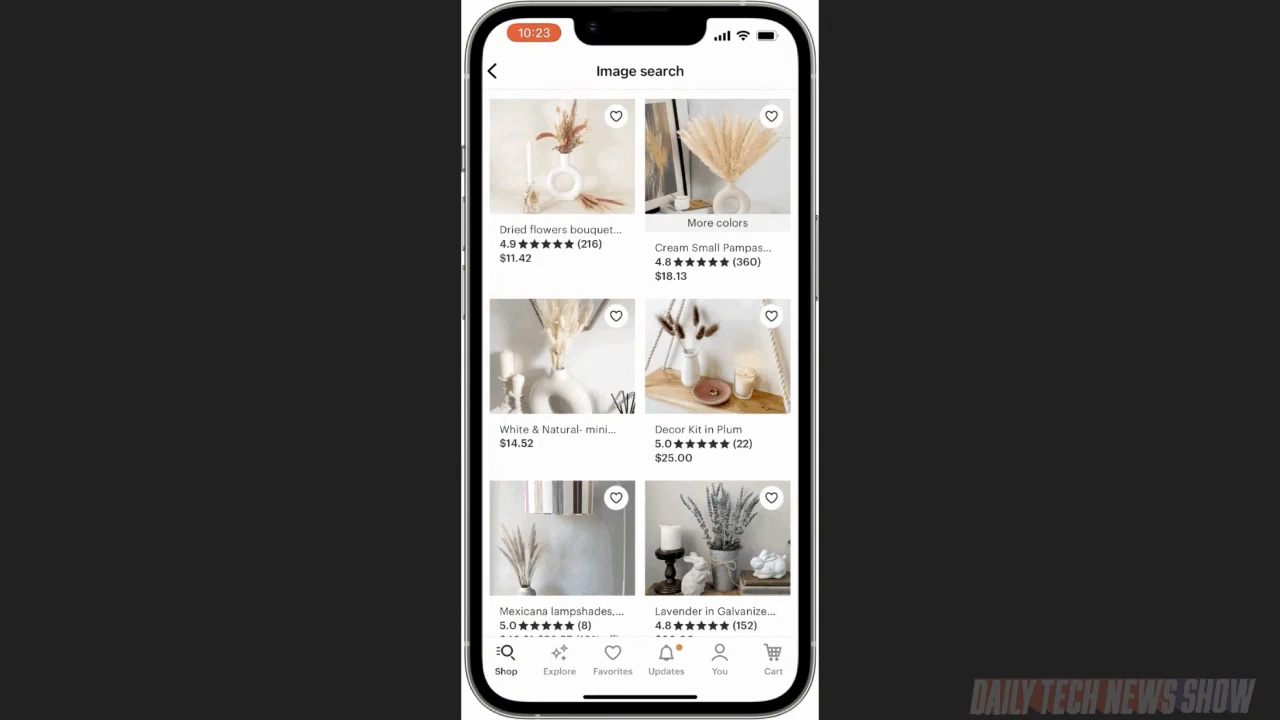 10:23
Image search
Dried flowers bouquet...
4.9★★★★★ (216)
$11.42
More colors
Cream Small Pampas...
4.8★★★★★ (360)
$18.13
White & Natural- mini...
$14.52
Decor Kit in Plum
5.0★★★★★ (22)
$25.00
Mexicana lampshades,...
5.0★★★★★ (8)
Lavender in Galvanize...
4.8★★★★★ (152)
Shop
Explore
Favorites
Updates
You
Cart
DAILY TECH NEWS SHOW